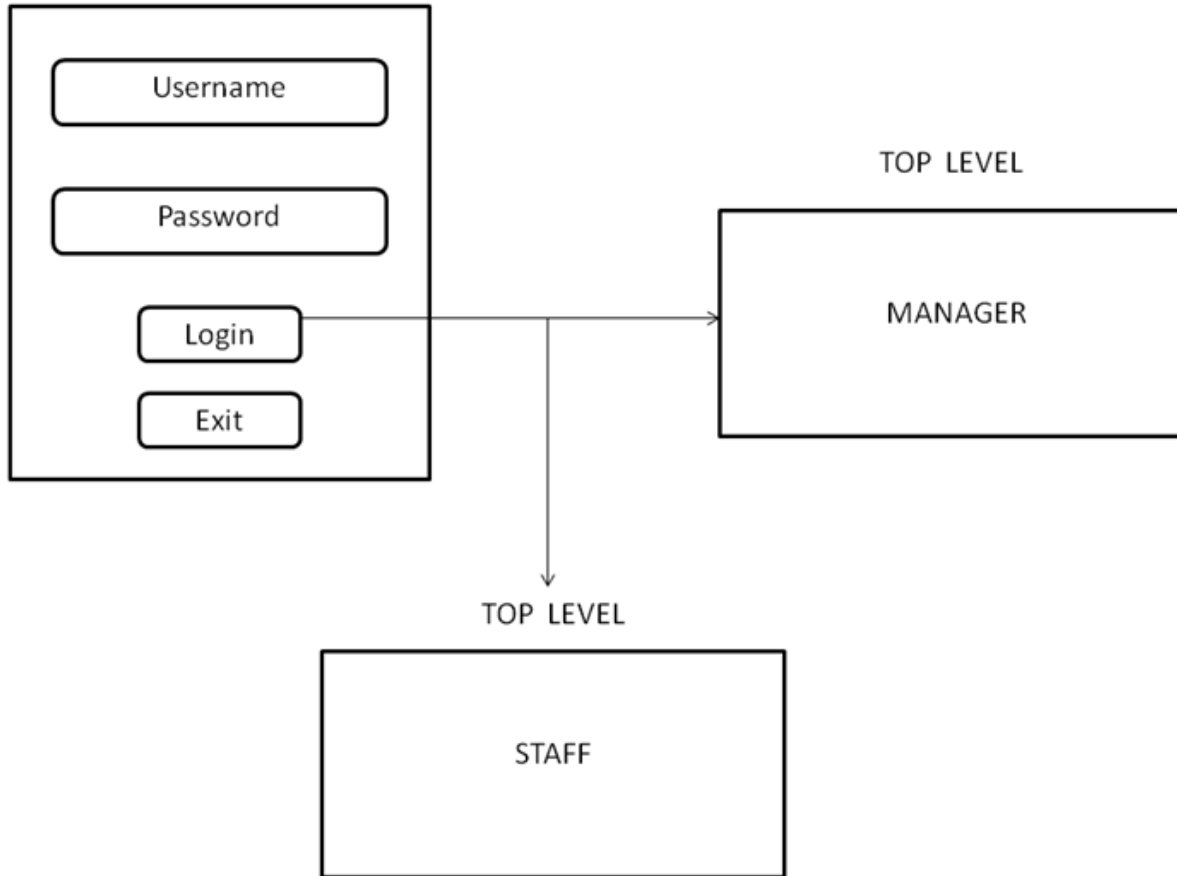 Username
Password
Login
Exit
TOP LEVEL
MANAGER
TOP LEVEL
STAFF